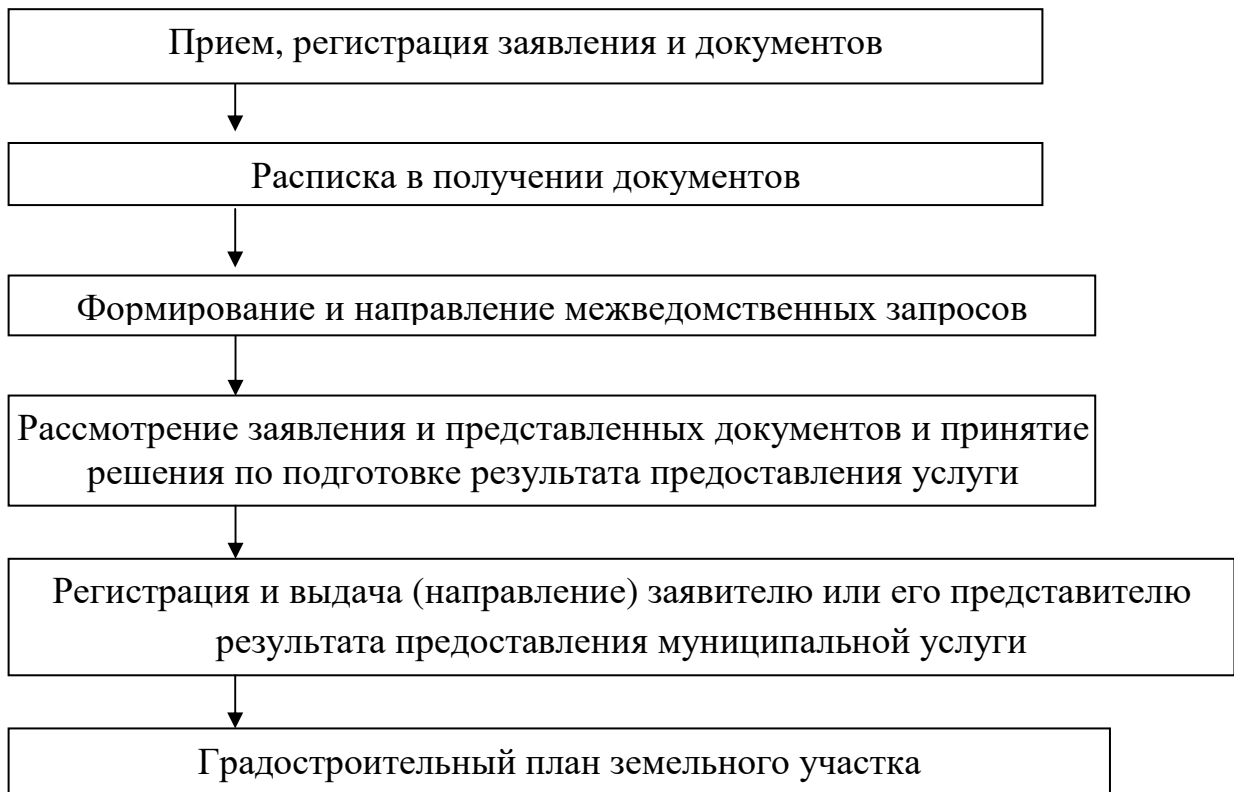 Прием, регистрация заявления и документов
Расписка в получении документов
Формирование и направление межведомственных запросов
Рассмотрение заявления и представленных документов и принятие
решения по подготовке результата предоставления услуги
Регистрация и выдача (направление) заявителю или его представителю
результата предоставления муниципальной услуги
Градостроительный план земельного участка